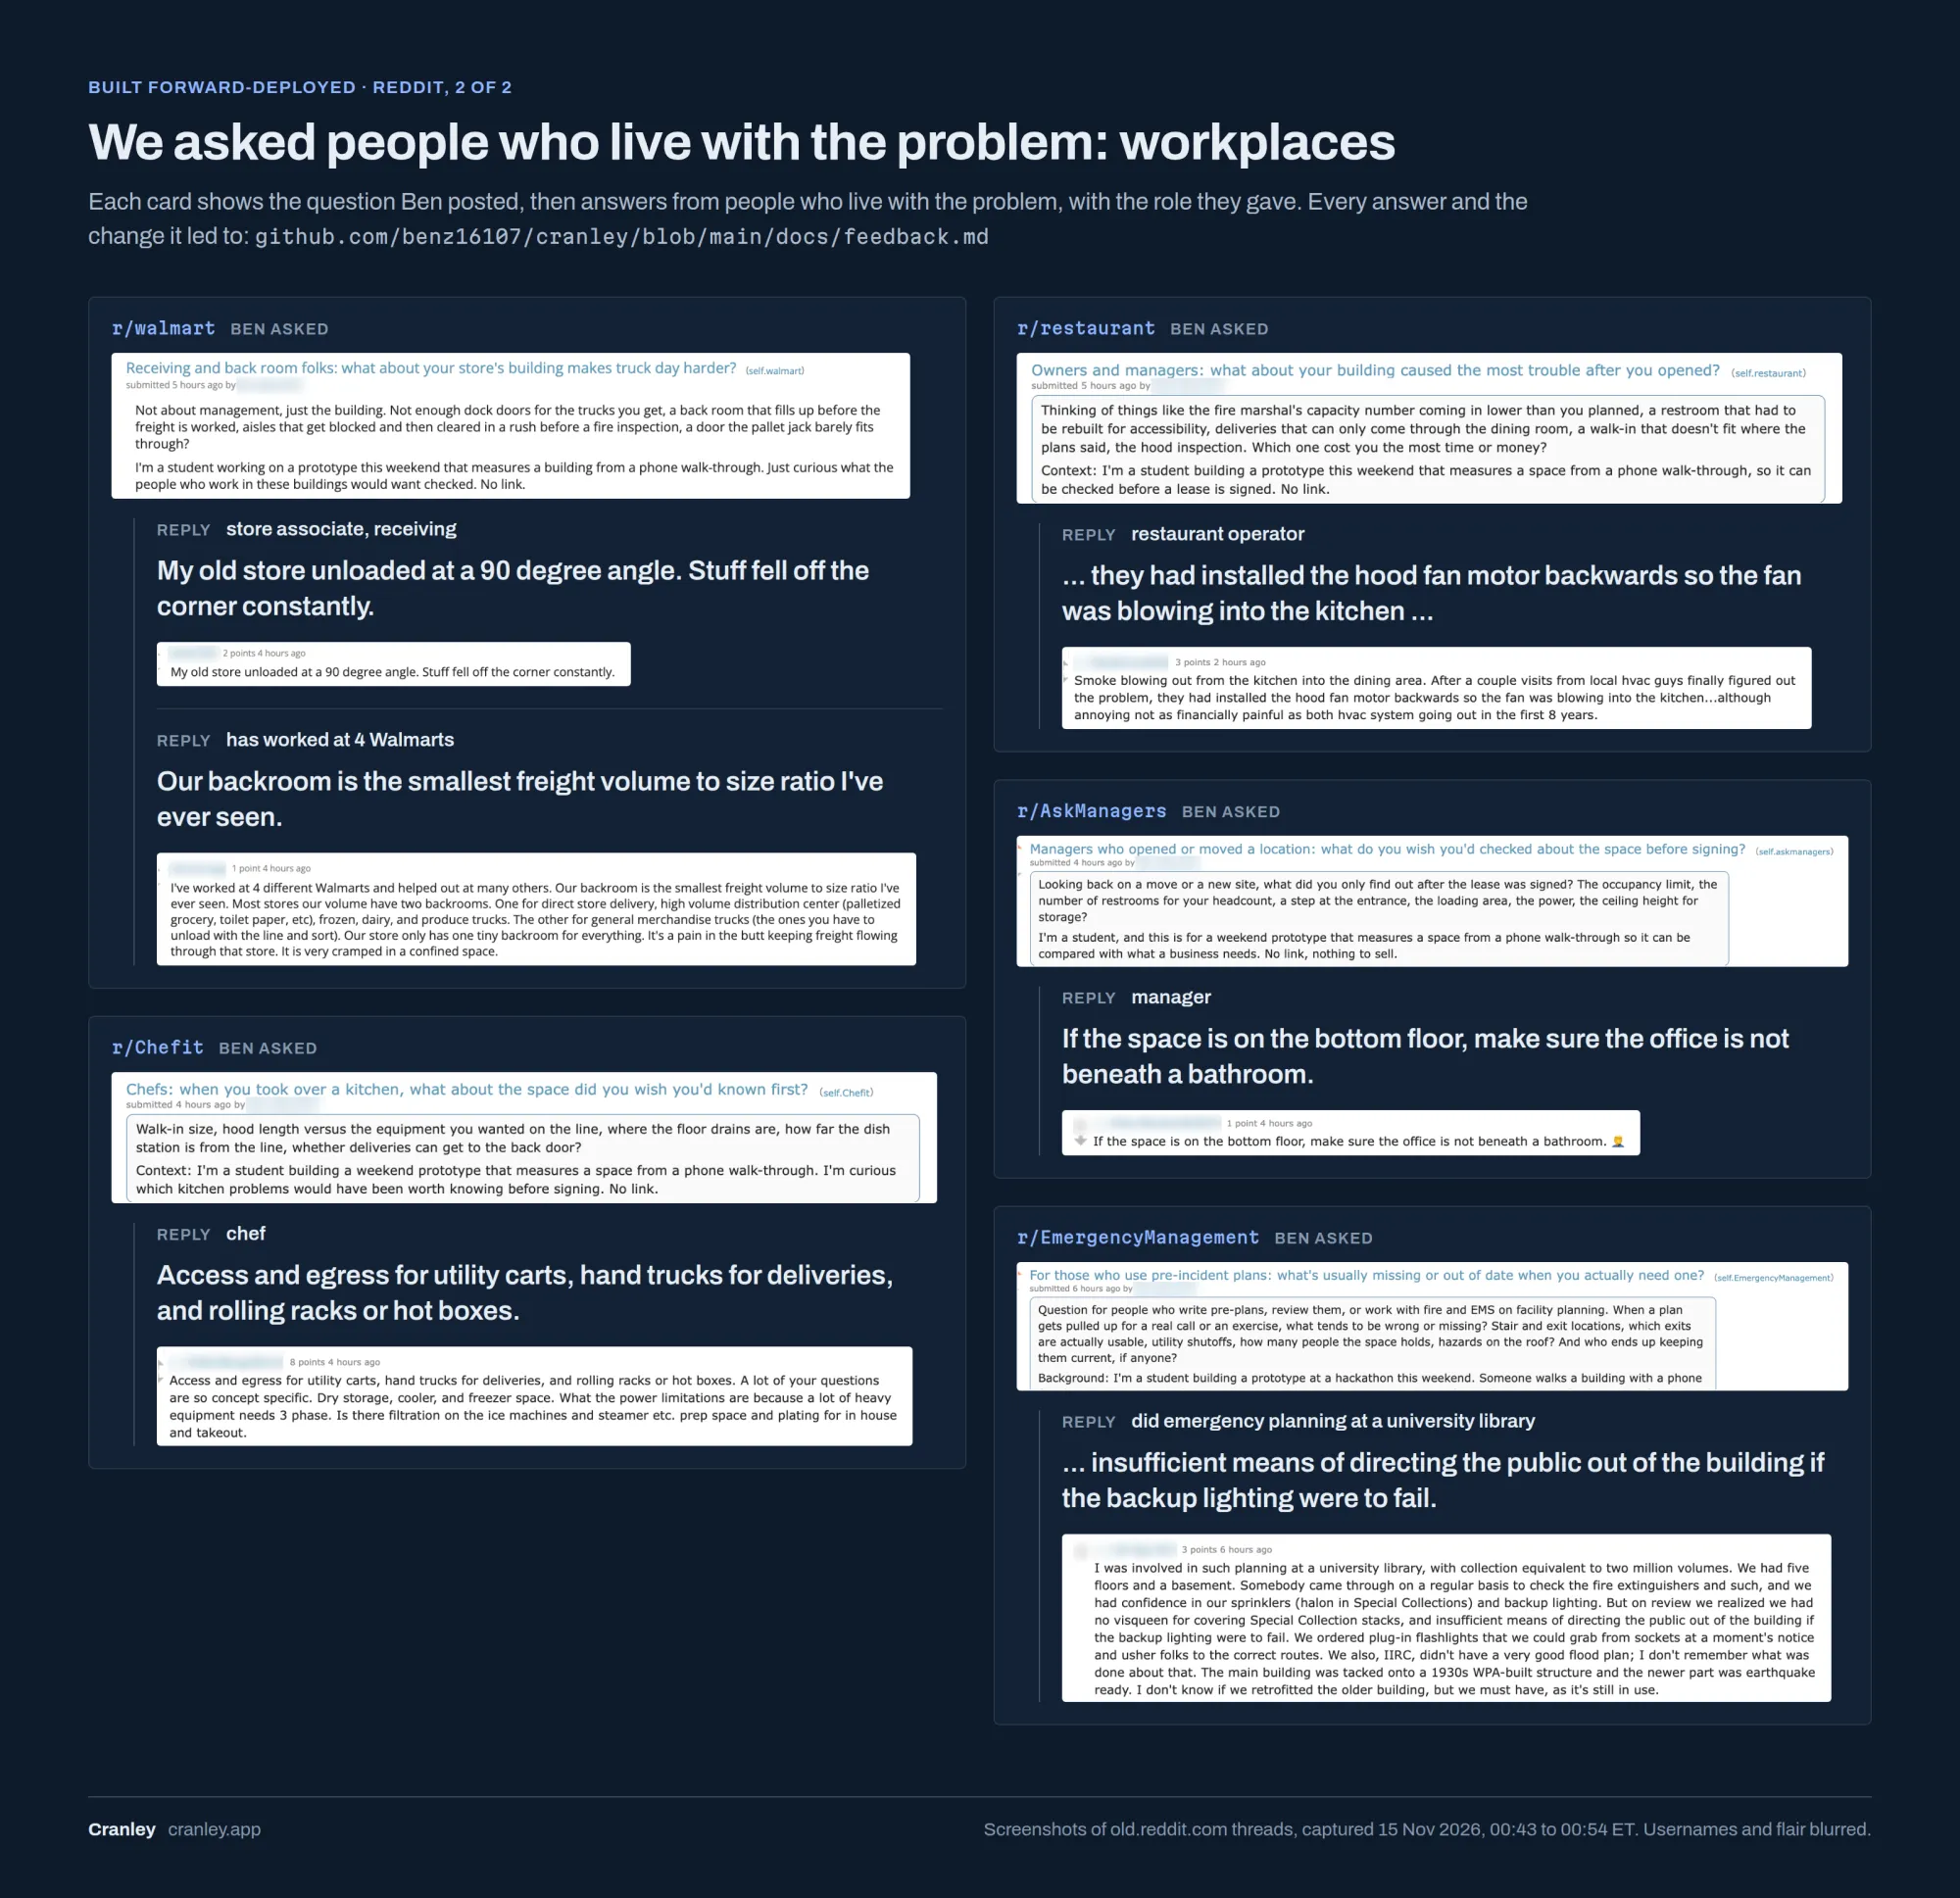 BUILT FORWARD-DEPLOYED · REDDIT, 2 OF 2
We asked people who live with the problem: workplaces
Each card shows the question Ben posted, then answers from people who live with the problem, with the role they gave. Every answer and the
change it led to: github.com/benz16107/cranley/blob/main/docs/feedback.md
r/walmart BEN ASKED
Receiving and back room folks: what about your store's building makes truck day harder? (self.walmart)
submitted 5 hours ago by
Not about management, just the building. Not enough dock doors for the trucks you get, a back room that fills up before the
freight is worked, aisles that get blocked and then cleared in a rush before a fire inspection, a door the pallet jack barely fits
through?
I'm a student working on a prototype this weekend that measures a building from a phone walk-through. Just curious what the
people who work in these buildings would want checked. No link.
REPLY store associate, receiving
My old store unloaded at a 90 degree angle. Stuff fell off the
corner constantly.
2 points 4 hours ago
My old store unloaded at a 90 degree angle. Stuff fell off the corner constantly.
REPLY has worked at 4 Walmarts
Our backroom is the smallest freight volume to size ratio I've
ever seen.
1 point 4 hours ago
I've worked at 4 different Walmarts and helped out at many others. Our backroom is the smallest freight volume to size ratio I've
ever seen. Most stores our volume have two backrooms. One for direct store delivery, high volume distribution center (palletized
grocery, toilet paper, etc), frozen, dairy, and produce trucks. The other for general merchandise trucks (the ones you have to
unload with the line and sort). Our store only has one tiny backroom for everything. It's a pain in the butt keeping freight flowing
through that store. It is very cramped in a confined space.
r/Chefit BEN ASKED
Chefs: when you took over a kitchen, what about the space did you wish you'd known first? (self.Chefit)
submitted 4 hours ago by
Walk-in size, hood length versus the equipment you wanted on the line, where the floor drains are, how far the dish
station is from the line, whether deliveries can get to the back door?
Context: I'm a student building a weekend prototype that measures a space from a phone walk-through. I'm curious
which kitchen problems would have been worth knowing before signing. No link.
REPLY chef
Access and egress for utility carts, hand trucks for deliveries,
and rolling racks or hot boxes.
8 points 4 hours ago
Access and egress for utility carts, hand trucks for deliveries, and rolling racks or hot boxes. A lot of your questions
are so concept specific. Dry storage, cooler, and freezer space. What the power limitations are because a lot of heavy
equipment needs 3 phase. Is there filtration on the ice machines and steamer etc. prep space and plating for in house
and takeout.
r/restaurant BEN ASKED
Owners and managers: what about your building caused the most trouble after you opened? (self.restaurant)
submitted 5 hours ago by
Thinking of things like the fire marshal's capacity number coming in lower than you planned, a restroom that had to
be rebuilt for accessibility, deliveries that can only come through the dining room, a walk-in that doesn't fit where the
plans said, the hood inspection. Which one cost you the most time or money?
Context: I'm a student building a prototype this weekend that measures a space from a phone walk-through, so it can
be checked before a lease is signed. No link.
REPLY restaurant operator
... they had installed the hood fan motor backwards so the fan
was blowing into the kitchen ...
3 points 2 hours ago
Smoke blowing out from the kitchen into the dining area. After a couple visits from local hvac guys finally figured out
the problem, they had installed the hood fan motor backwards so the fan was blowing into the kitchen...although
annoying not as financially painful as both hvac system going out in the first 8 years.
r/AskManagers BEN ASKED
Managers who opened or moved a location: what do you wish you'd checked about the space before signing? (self.askmanagers)
submitted 4 hours ago by
Looking back on a move or a new site, what did you only find out after the lease was signed? The occupancy limit, the
number of restrooms for your headcount, a step at the entrance, the loading area, the power, the ceiling height for
storage?
I'm a student, and this is for a weekend prototype that measures a space from a phone walk-through so it can be
compared with what a business needs. No link, nothing to sell.
REPLY manager
If the space is on the bottom floor, make sure the office is not
beneath a bathroom.
1 point 4 hours ago
If the space is on the bottom floor, make sure the office is not beneath a bathroom. 🤦
r/EmergencyManagement BEN ASKED
For those who use pre-incident plans: what's usually missing or out of date when you actually need one? (self.EmergencyManagement)
submitted 6 hours ago by
Question for people who write pre-plans, review them, or work with fire and EMS on facility planning. When a plan
gets pulled up for a real call or an exercise, what tends to be wrong or missing? Stair and exit locations, which exits
are actually usable, utility shutoffs, how many people the space holds, hazards on the roof? And who ends up keeping
them current, if anyone?
Background: I'm a student building a prototype at a hackathon this weekend. Someone walks a building with a phone
REPLY did emergency planning at a university library
... insufficient means of directing the public out of the building if
the backup lighting were to fail.
3 points 6 hours ago
I was involved in such planning at a university library, with collection equivalent to two million volumes. We had five
floors and a basement. Somebody came through on a regular basis to check the fire extinguishers and such, and we
had confidence in our sprinklers (halon in Special Collections) and backup lighting. But on review we realized we had
no visqueen for covering Special Collection stacks, and insufficient means of directing the public out of the building if
the backup lighting were to fail. We ordered plug-in flashlights that we could grab from sockets at a moment's notice
and usher folks to the correct routes. We also, IIRC, didn't have a very good flood plan; I don't remember what was
done about that. The main building was tacked onto a 1930s WPA-built structure and the newer part was earthquake
ready. I don't know if we retrofitted the older building, but we must have, as it's still in use.
Cranley cranley.app
Screenshots of old.reddit.com threads, captured 15 Nov 2026, 00:43 to 00:54 ET. Usernames and flair blurred.